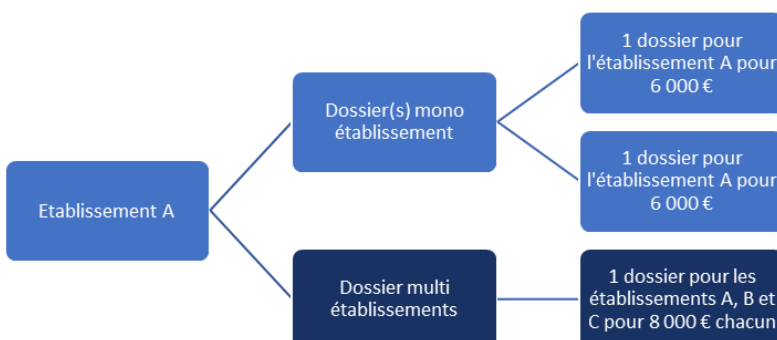 1 dossier pour
l'établissement A pour
6 000 €
Dossier(s) mono
établissement
1 dossier pour
l'établissement A pour
6 000 €
Etablissement A
Dossier multi
établissements
1 dossier pour les
établissements A, B et
C pour 8 000 € chacun